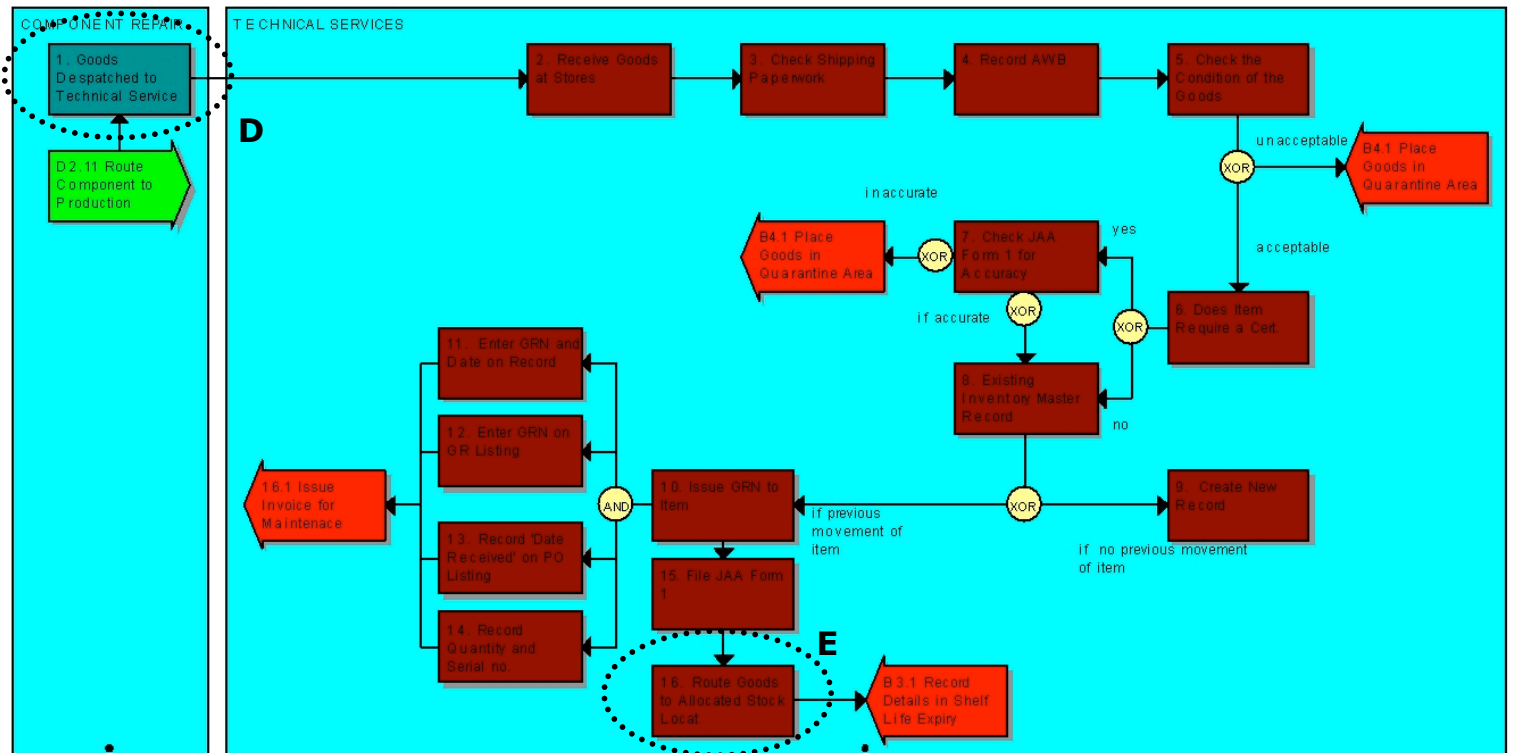 COMPONENT REPAIR
TECHNICAL SERVICES
1. Goods
Despatched to
Technical Service
2. Receive Goods
at Stores
3. Check Shipping
Paperwork
4. Record AWB
5. Check the
Condition of the
Goods
D
D2.11 Route
Component to
Production
unacceptable
XOR
B4.1 Place
Goods in
Quarantine Area
inaccurate
acceptable
B4.1 Place
Goods in
Quarantine Area
XOR
7. Check JAA
Form 1 for
Accuracy
yes
if accurate
XOR
XOR
6. Does Item
Require a Cert.
8. Existing
Inventory Master
Record
no
11. Enter GRN and
Date on Record
12. Enter GRN on
GR Listing
16.1 Issue
Invoice for
Maintenace
AND
10. Issue GRN to
Item
if previous
movement of
item
XOR
9. Create New
Record
if no previous movement
of item
13. Record 'Date
Received' on PO
Listing
15. File JAA Form
1
14. Record
Quantity and
Serial no.
E
16. Route Goods
to Allocated Stock
Locat
B3.1 Record
Details in Shelf
Life Expiry